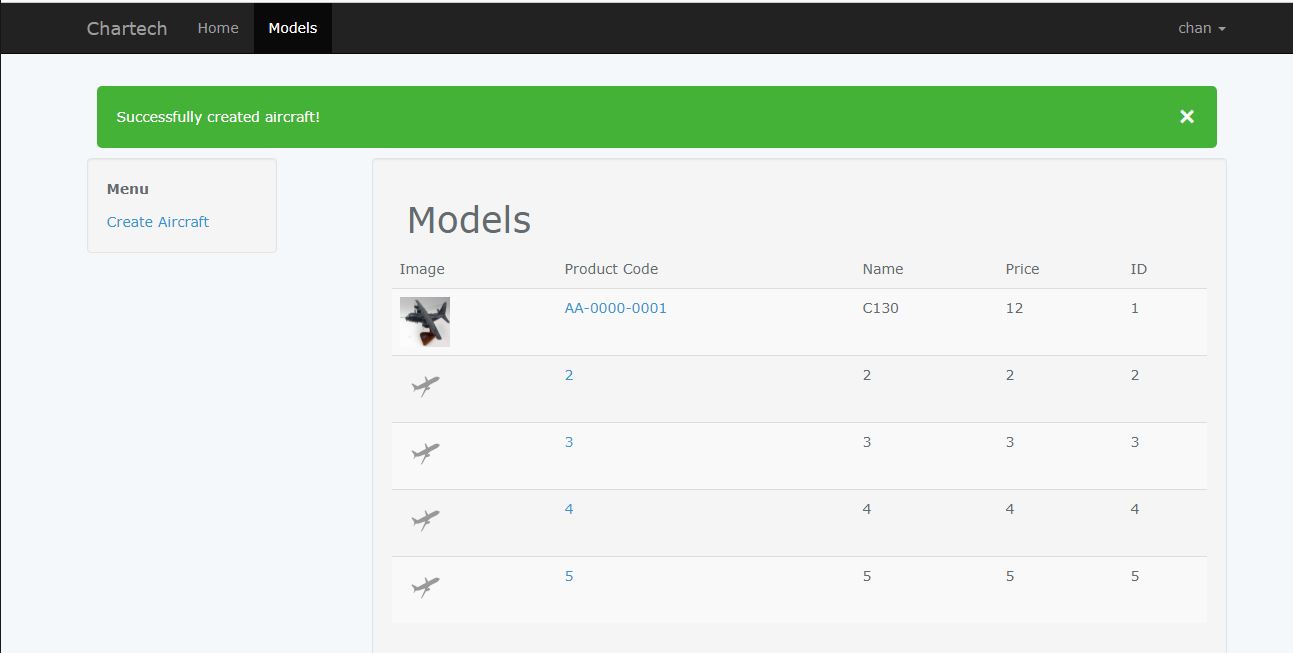 Chartech Home Models chan
Successfully created aircraft!
×
Menu
Create Aircraft
Models
Image Product Code Name Price ID
AA-0000-0001 C130 12 1
2 2 2 2
3 3 3 3
4 4 4 4
5 5 5 5